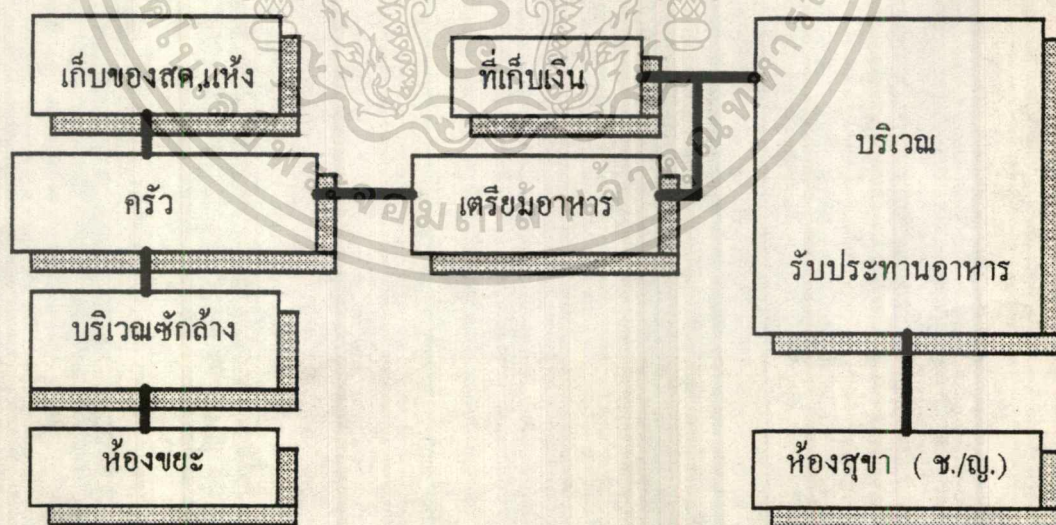 เก็บของสด,แห้ง
ที่เก็บเงิน
บริเวณ
รับประทานอาหาร
ครัว
เตรียมอาหาร
บริเวณซักล้าง
ห้องขยะ
ห้องสุขา ( ช./ญ.)